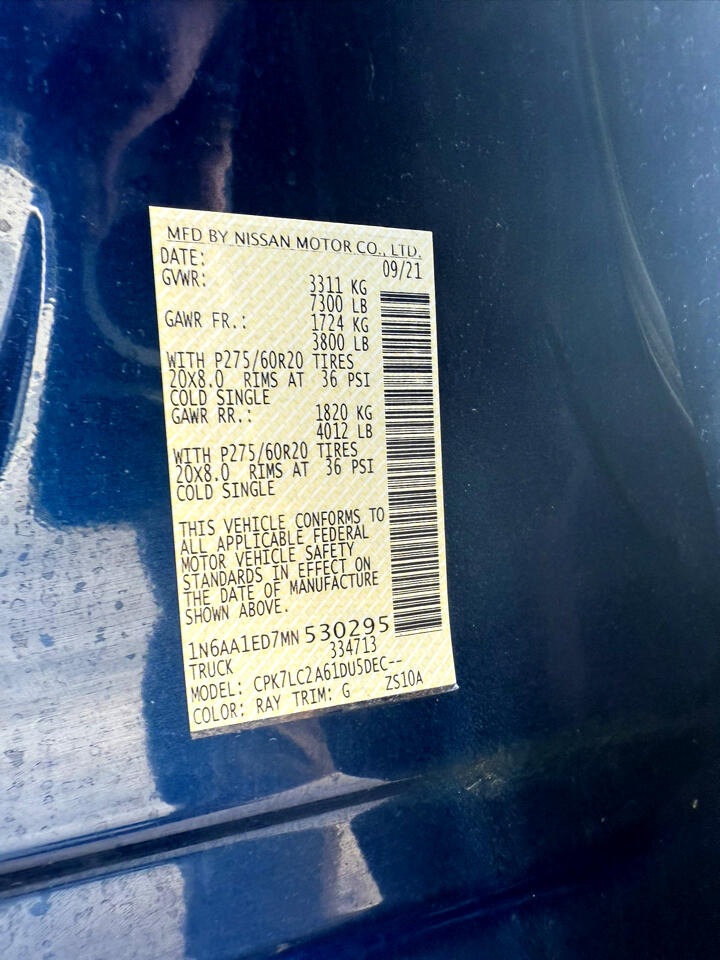 MFD BY NISSAN MOTOR CO., LTD.
DATE: 09/21
GVWR: 3311 KG
7300 LB
GAWR FR.: 1724 KG
3800 LB
WITH P275/60R20 TIRES
20X8.0 RIMS AT 36 PSI
COLD SINGLE
GAWR RR.: 1820 KG
4012 LB
WITH P275/60R20 TIRES
20X8.0 RIMS AT 36 PSI
COLD SINGLE
THIS VEHICLE CONFORMS TO
ALL APPLICABLE FEDERAL
MOTOR VEHICLE SAFETY
STANDARDS IN EFFECT ON
THE DATE OF MANUFACTURE
SHOWN ABOVE.
1N6AA1ED7MN530295
TRUCK 334713
MODEL: CPK7LC2A61DU5DEC--
COLOR: RAY TRIM: G ZS10A